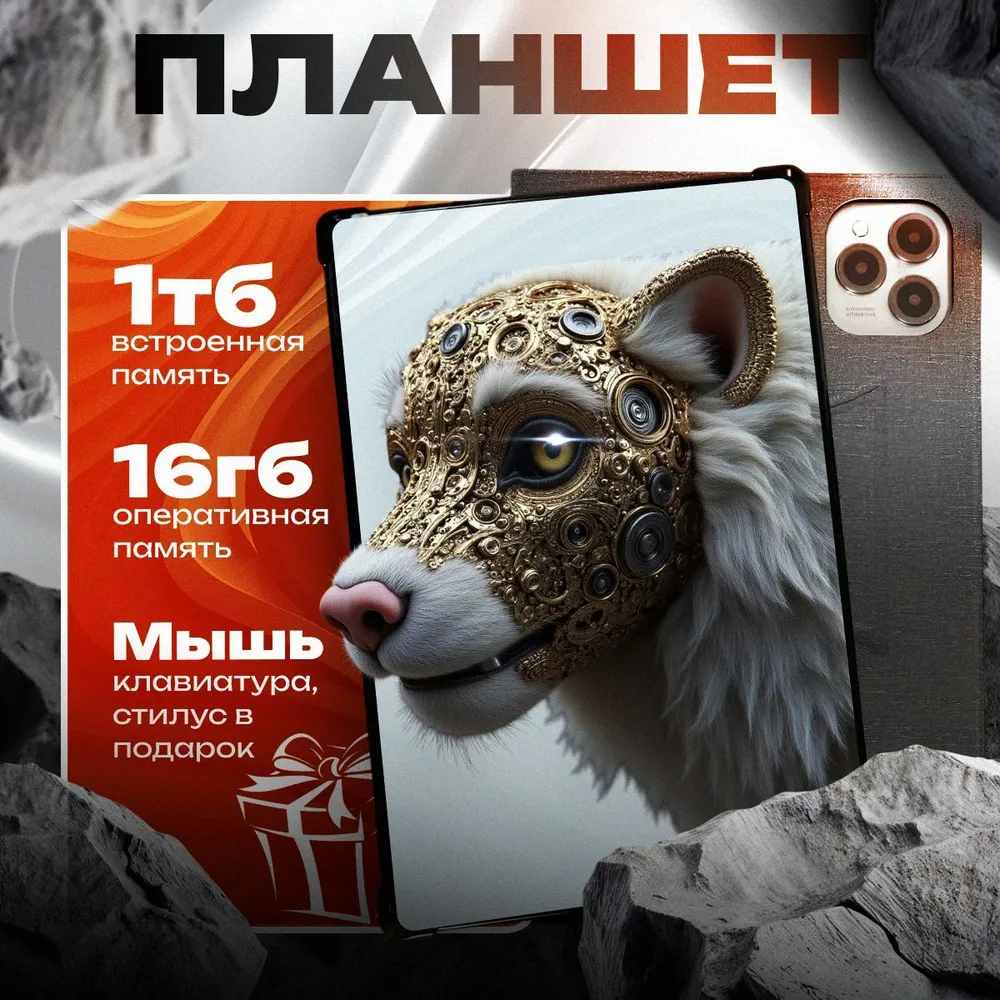 ПЛАНШЕТ
1тб
встроенная
память
16гб
оперативная
память
Мышь
клавиатура,
стилус в
подарок